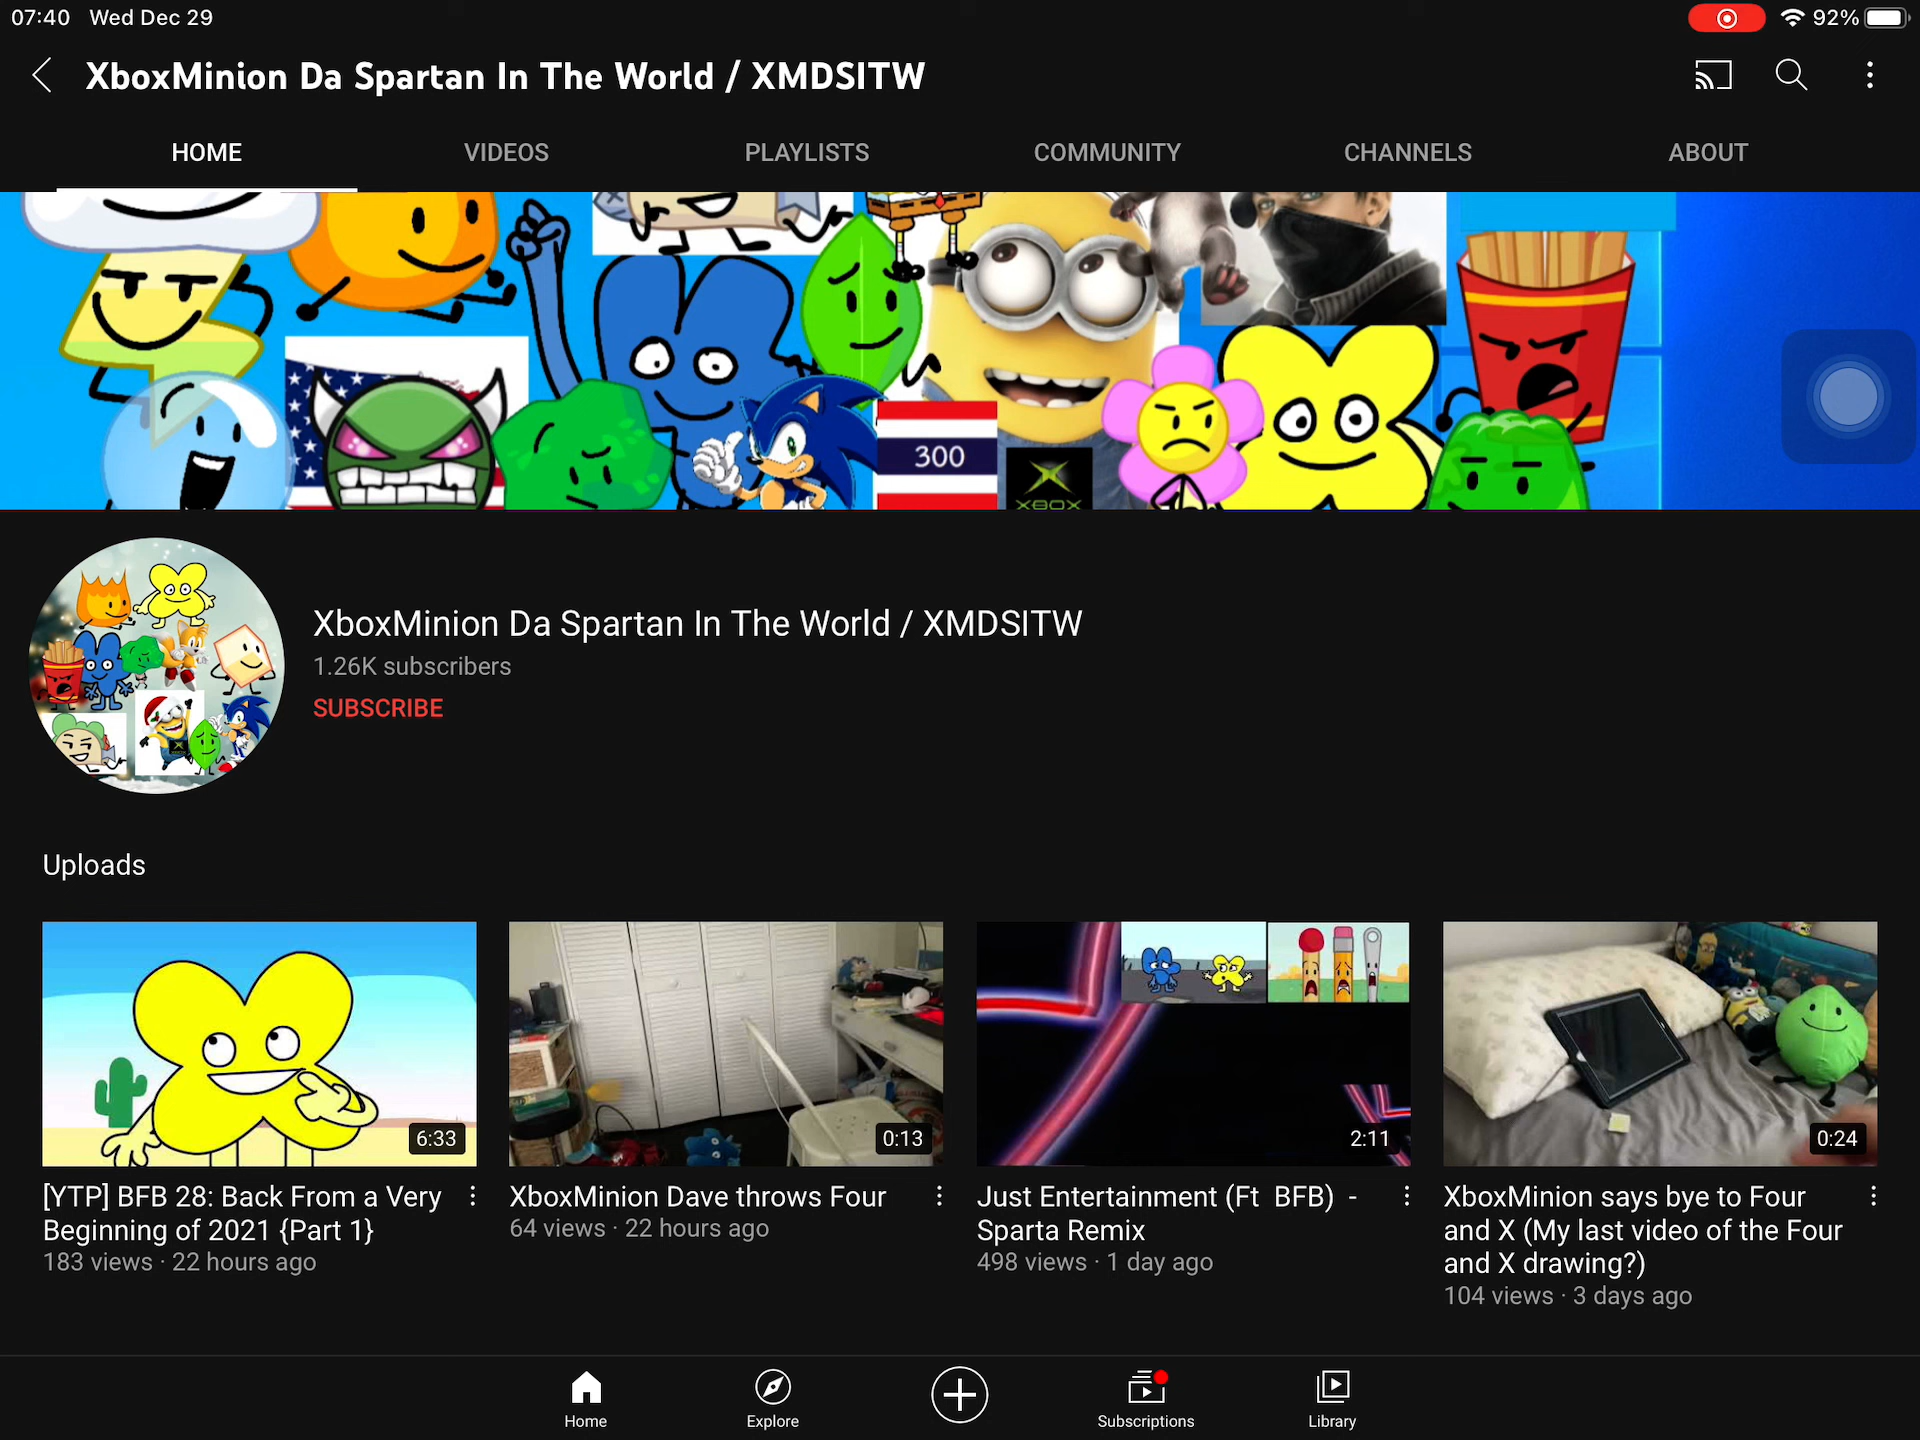 07:40 Wed Dec 29
92%
XboxMinion Da Spartan In The World / XMDSITW
HOME
VIDEOS
PLAYLISTS
COMMUNITY
CHANNELS
ABOUT
300
XBOX
XboxMinion Da Spartan In The World / XMDSITW
1.26K subscribers
SUBSCRIBE
Uploads
6:33
0:13
2:11
0:24
[YTP] BFB 28: Back From a Very
Beginning of 2021 {Part 1}
183 views · 22 hours ago
XboxMinion Dave throws Four
64 views · 22 hours ago
Just Entertainment (Ft BFB) -
Sparta Remix
498 views · 1 day ago
XboxMinion says bye to Four
and X (My last video of the Four
and X drawing?)
104 views · 3 days ago
Home
Explore
Subscriptions
Library